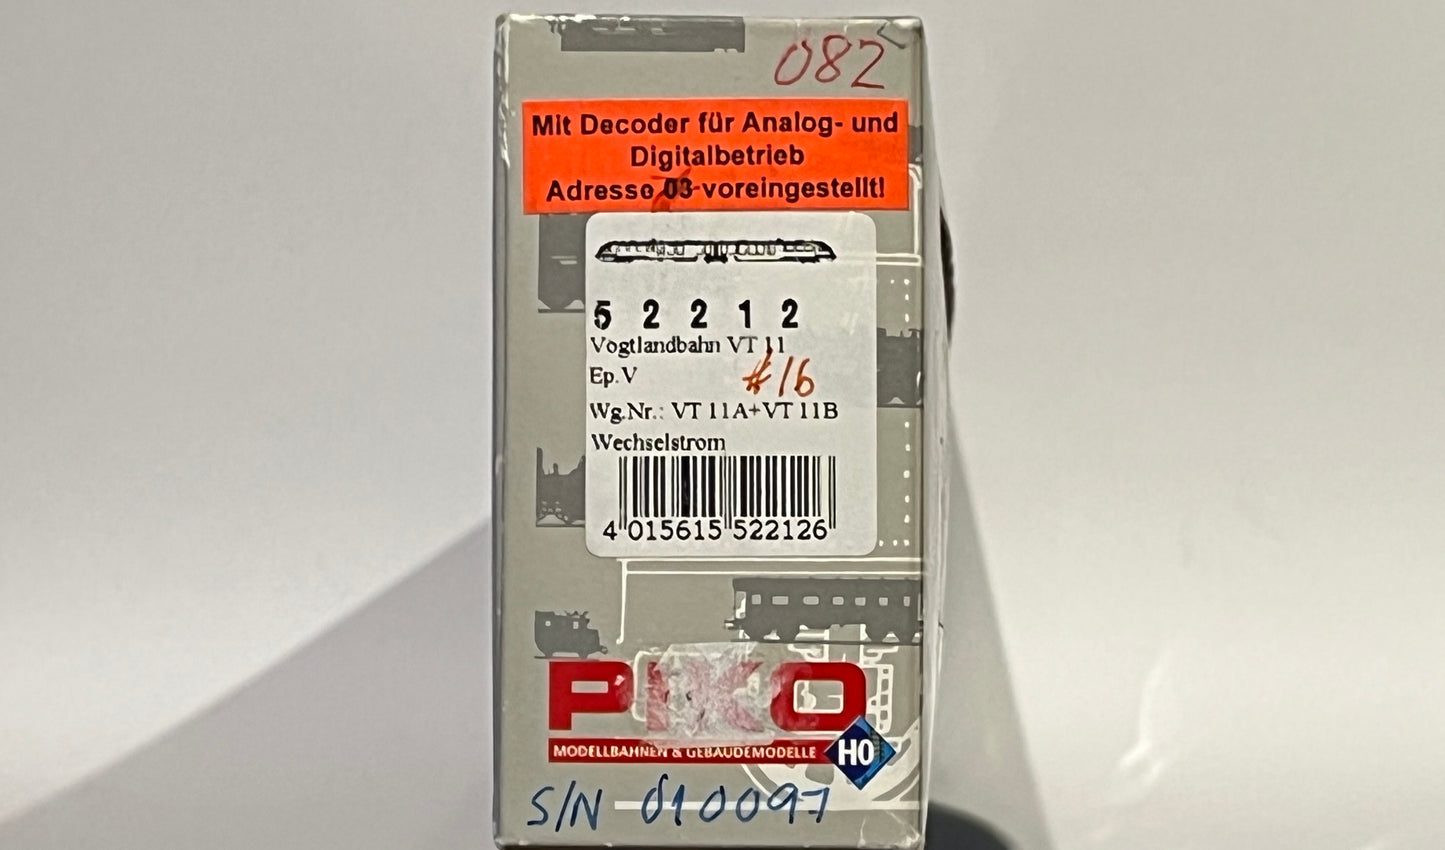 082
Mit Decoder für Analog- und
Digitalbetrieb
Adresse 03 voreingestellt!
5 2 2 1 2
Vogtlandbahn VT 11
Ep.V
#16
Wg.Nr.: VT 11A+VT 11B
Wechselstrom
4 015615 522126
PIKO
MODELLBAHNEN & GEBÄUDEMODELLE
H0
S/N 010097